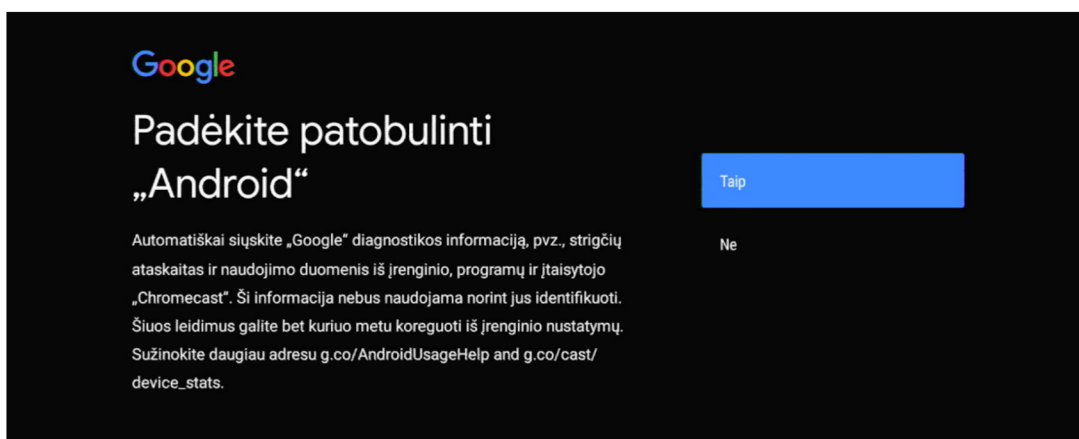 Google
Padėkite patobulinti
„Android“
Automatiškai siųskite „Google“ diagnostikos informaciją, pvz., strigčių
ataskaitas ir naudojimo duomenis iš įrenginio, programų ir įtaisytojo
„Chromecast“. Ši informacija nebus naudojama norint jus identifikuoti.
Šiuos leidimus galite bet kuriuo metu koreguoti iš įrenginio nustatymų.
Sužinokite daugiau adresu g.co/AndroidUsageHelp and g.co/cast/
device_stats.
Taip
Ne